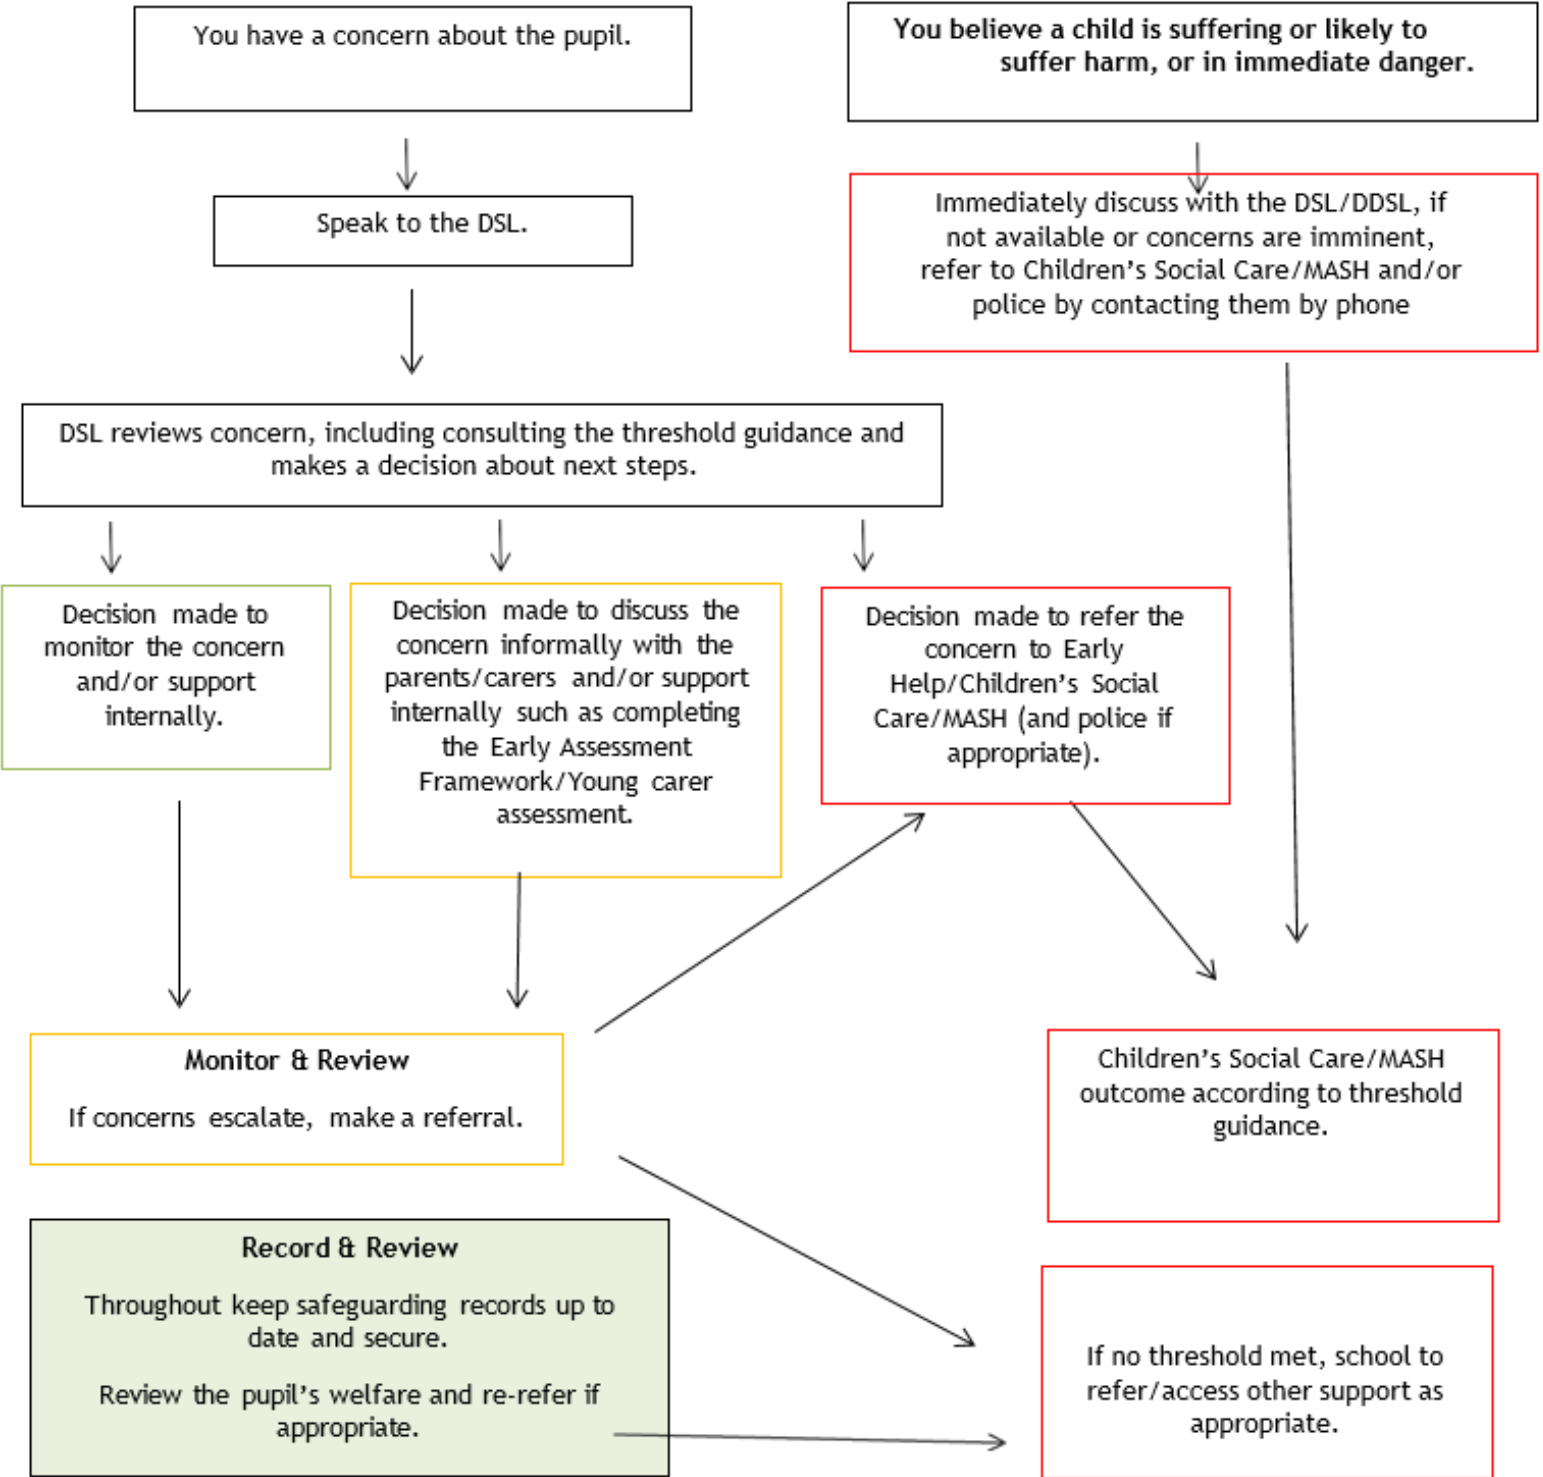 You have a concern about the pupil.
You believe a child is suffering or likely to
suffer harm, or in immediate danger.
Speak to the DSL.
Immediately discuss with the DSL/DDSL, if
not available or concerns are imminent,
refer to Children's Social Care/MASH and/or
police by contacting them by phone
DSL reviews concern, including consulting the threshold guidance and
makes a decision about next steps.
Decision made to
monitor the concern
and/or support
internally.
Decision made to discuss the
concern informally with the
parents/carers and/or support
internally such as completing
the Early Assessment
Framework/Young carer
assessment.
Decision made to refer the
concern to Early
Help/Children's Social
Care/MASH (and police if
appropriate).
Monitor & Review
If concerns escalate, make a referral.
Children's Social Care/MASH
outcome according to threshold
guidance.
Record & Review
Throughout keep safeguarding records up to
date and secure.
Review the pupil's welfare and re-refer if
appropriate.
If no threshold met, school to
refer/access other support as
appropriate.